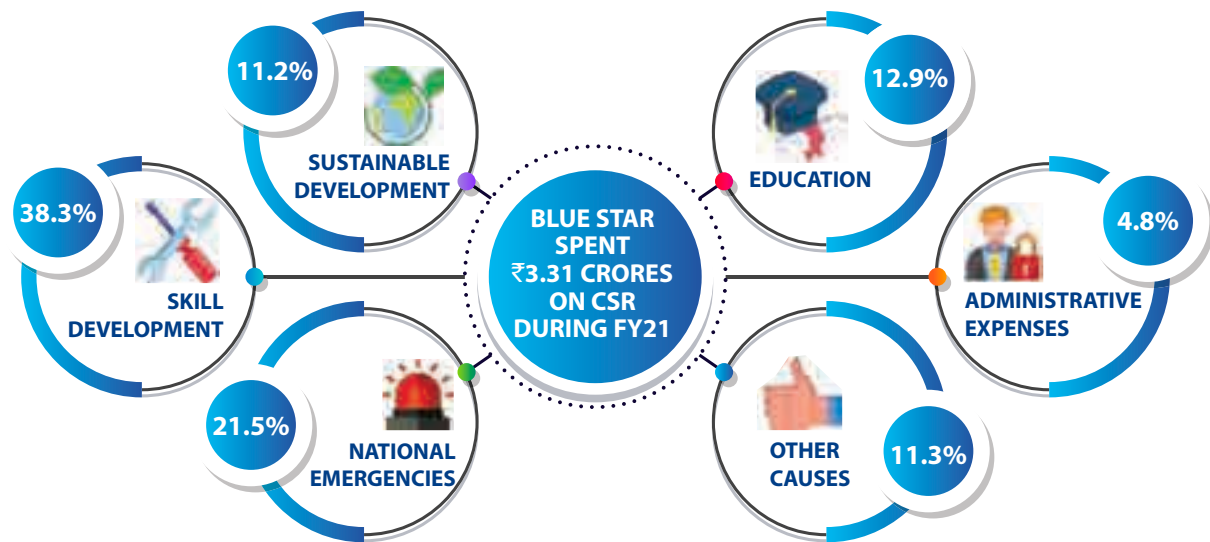 11.2%
SUSTAINABLE
DEVELOPMENT
12.9%
EDUCATION
38.3%
SKILL
DEVELOPMENT
BLUE STAR
SPENT
₹3.31 CRORES
ON CSR
DURING FY21
4.8%
ADMINISTRATIVE
EXPENSES
21.5%
NATIONAL
EMERGENCIES
OTHER
CAUSES
11.3%